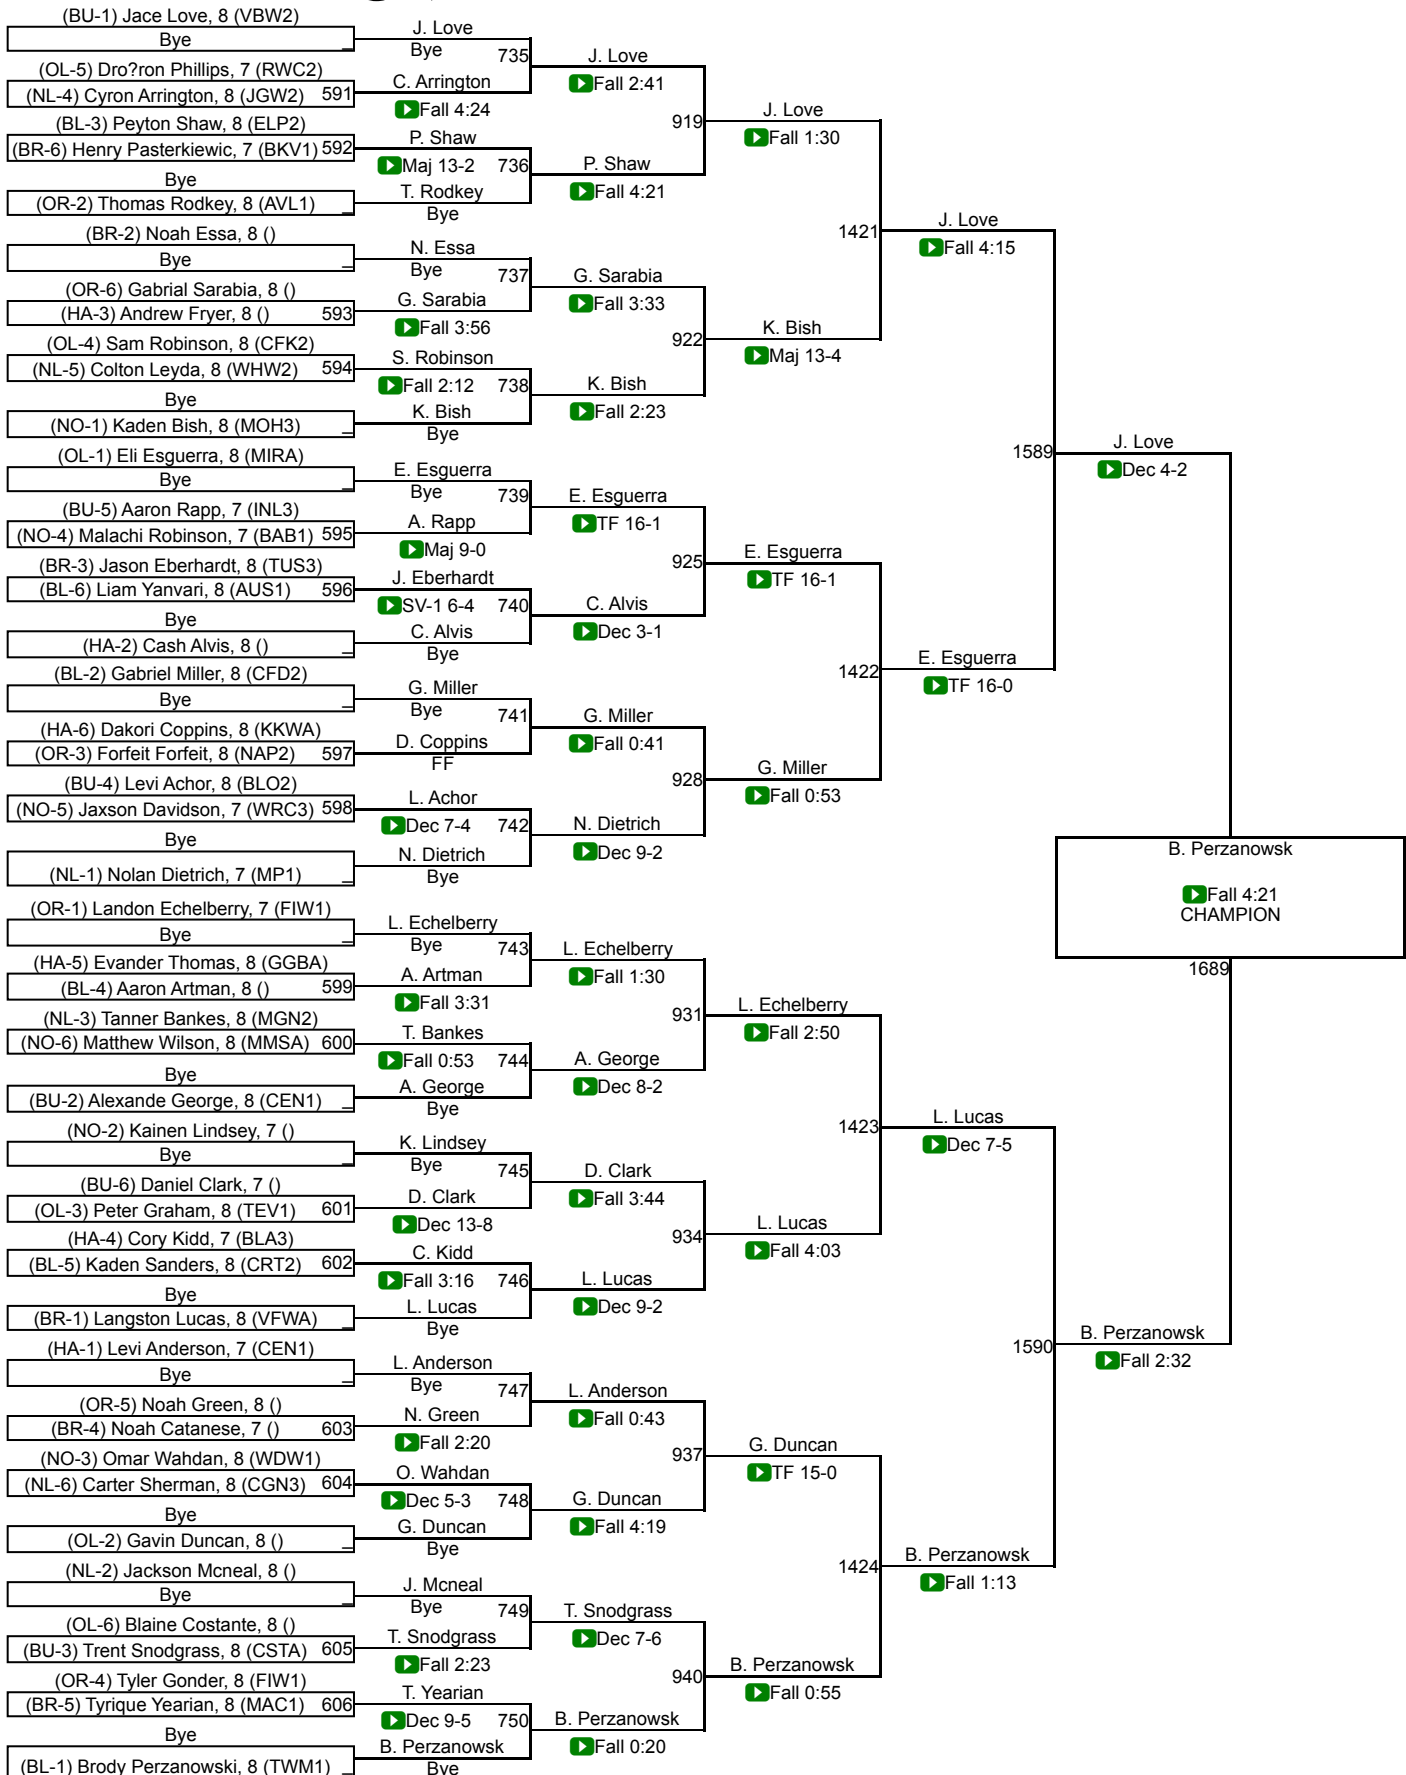 (BU-1) Jace Love, 8 (VBW2)
Bye
(OL-5) Dro?ron Phillips, 7 (RWC2)
(NL-4) Cyron Arrington, 8 (JGW2) 591
(BL-3) Peyton Shaw, 8 (ELP2)
(BR-6) Henry Pasterkiewic, 7 (BKV1) 592
Bye
(OR-2) Thomas Rodkey, 8 (AVL1)
(BR-2) Noah Essa, 8 ()
Bye
(OR-6) Gabrial Sarabia, 8 ()
(HA-3) Andrew Fryer, 8 () 593
(OL-4) Sam Robinson, 8 (CFK2)
(NL-5) Colton Leyda, 8 (WHW2) 594
Bye
(NO-1) Kaden Bish, 8 (MOH3)
(OL-1) Eli Esguerra, 8 (MIRA)
Bye
(BU-5) Aaron Rapp, 7 (INL3)
(NO-4) Malachi Robinson, 7 (BAB1) 595
(BR-3) Jason Eberhardt, 8 (TUS3)
(BL-6) Liam Yanvari, 8 (AUS1) 596
Bye
(HA-2) Cash Alvis, 8 ()
(BL-2) Gabriel Miller, 8 (CFD2)
Bye
(HA-6) Dakori Coppins, 8 (KKWA)
(OR-3) Forfeit Forfeit, 8 (NAP2) 597
(BU-4) Levi Achor, 8 (BLO2)
(NO-5) Jaxson Davidson, 7 (WRC3) 598
Bye
(NL-1) Nolan Dietrich, 7 (MP1)
(OR-1) Landon Echelberry, 7 (FIW1)
Bye
(HA-5) Evander Thomas, 8 (GGBA)
(BL-4) Aaron Artman, 8 () 599
(NL-3) Tanner Bankes, 8 (MGN2)
(NO-6) Matthew Wilson, 8 (MMSA) 600
Bye
(BU-2) Alexande George, 8 (CEN1)
(NO-2) Kainen Lindsey, 7 ()
Bye
(BU-6) Daniel Clark, 7 ()
(OL-3) Peter Graham, 8 (TEV1) 601
(HA-4) Cory Kidd, 7 (BLA3)
(BL-5) Kaden Sanders, 8 (CRT2) 602
Bye
(BR-1) Langston Lucas, 8 (VFWA)
(HA-1) Levi Anderson, 7 (CEN1)
Bye
(OR-5) Noah Green, 8 ()
(BR-4) Noah Catanese, 7 () 603
(NO-3) Omar Wahdan, 8 (WDW1)
(NL-6) Carter Sherman, 8 (CGN3) 604
Bye
(OL-2) Gavin Duncan, 8 ()
(NL-2) Jackson Mcneal, 8 ()
Bye
(OL-6) Blaine Costante, 8 ()
(BU-3) Trent Snodgrass, 8 (CSTA) 605
(OR-4) Tyler Gonder, 8 (FIW1)
(BR-5) Tyrique Yearian, 8 (MAC1) 606
Bye
(BL-1) Brody Perzanowski, 8 (TWM1)
J. Love
Bye 735
C. Arrington
Fall 4:24
P. Shaw
Maj 13-2 736
T. Rodkey
Bye
N. Essa
Bye 737
G. Sarabia
Fall 3:56
S. Robinson
Fall 2:12 738
K. Bish
Bye
E. Esguerra
Bye 739
A. Rapp
Maj 9-0
J. Eberhardt
SV-1 6-4 740
C. Alvis
Bye
G. Miller
Bye 741
D. Coppins
FF
L. Achor
Dec 7-4 742
N. Dietrich
Bye
L. Echelberry
Bye 743
A. Artman
Fall 3:31
T. Bankes
Fall 0:53 744
A. George
Bye
K. Lindsey
Bye 745
D. Clark
Dec 13-8
C. Kidd
Fall 3:16 746
L. Lucas
Bye
L. Anderson
Bye 747
N. Green
Fall 2:20
O. Wahdan
Dec 5-3 748
G. Duncan
Bye
J. Mcneal
Bye 749
T. Snodgrass
Fall 2:23
T. Yearian
Dec 9-5 750
B. Perzanowsk
Bye
J. Love
Fall 2:41
919
P. Shaw
Fall 4:21
G. Sarabia
Fall 3:33
922
K. Bish
Fall 2:23
E. Esguerra
TF 16-1
925
C. Alvis
Dec 3-1
G. Miller
Fall 0:41
928
N. Dietrich
Dec 9-2
L. Echelberry
Fall 1:30
931
A. George
Dec 8-2
D. Clark
Fall 3:44
934
L. Lucas
Dec 9-2
L. Anderson
Fall 0:43
937
G. Duncan
Fall 4:19
T. Snodgrass
Dec 7-6
940
B. Perzanowsk
Fall 0:20
J. Love
Fall 1:30
1421
K. Bish
Maj 13-4
E. Esguerra
TF 16-1
1422
G. Miller
Fall 0:53
L. Echelberry
Fall 2:50
1423
L. Lucas
Fall 4:03
G. Duncan
TF 15-0
1424
B. Perzanowsk
Fall 0:55
J. Love
Fall 4:15
1589
E. Esguerra
TF 16-0
L. Lucas
Dec 7-5
1590
B. Perzanowsk
Fall 1:13
J. Love
Dec 4-2
B. Perzanowsk
Fall 4:21
CHAMPION
1689
B. Perzanowsk
Fall 2:32